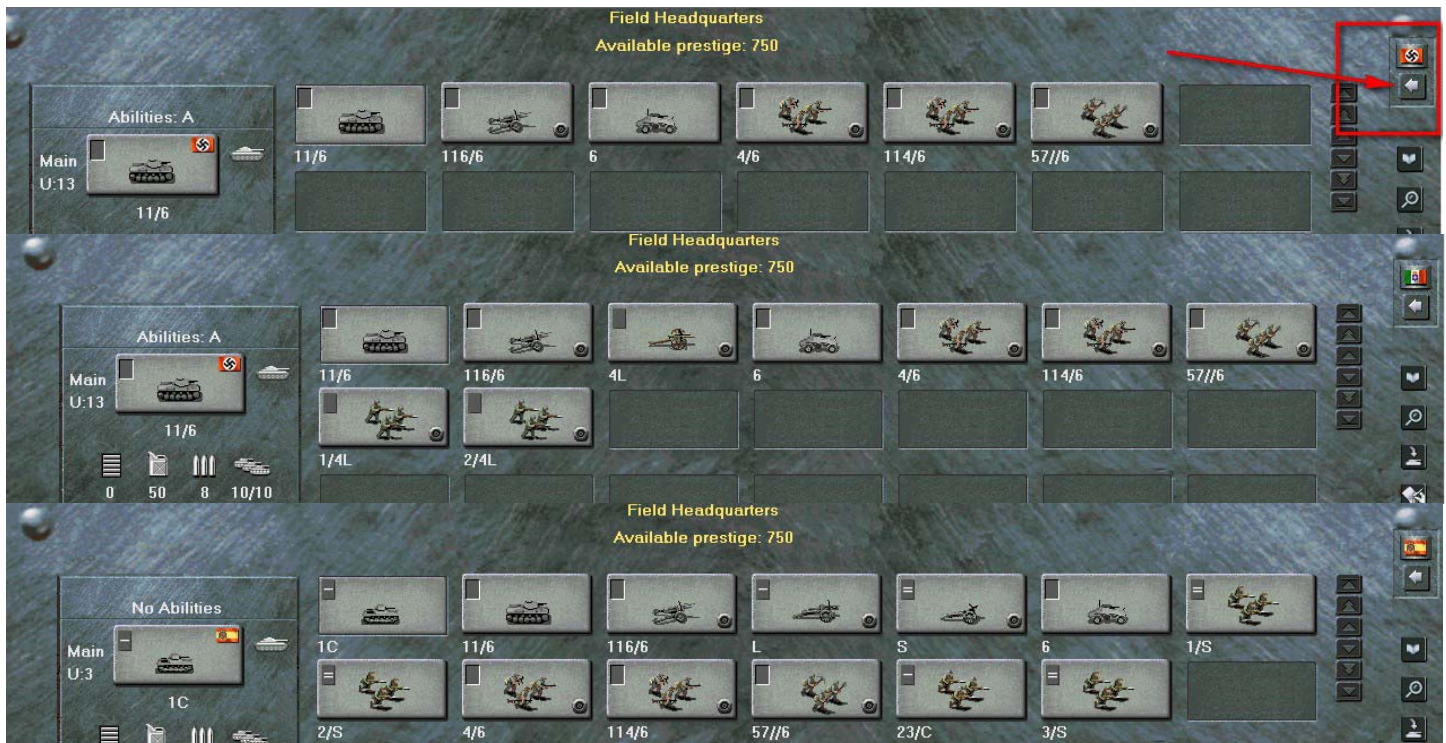 Field Headquarters
Available prestige: 750
Abilities: A
Main
U:13
11/6
11/6 116/6 6 4/6 114/6 57//6
Field Headquarters
Available prestige: 750
Abilities: A
Main
U:13
11/6
0 50 8 10/10
11/6 116/6 4L 6 4/6 114/6 57//6
1/4L 2/4L
Field Headquarters
Available prestige: 750
No Abilities
Main
U:3
1C
1C 11/6 116/6 L S 6 1/S
2/S 4/6 114/6 57//6 23/C 3/S